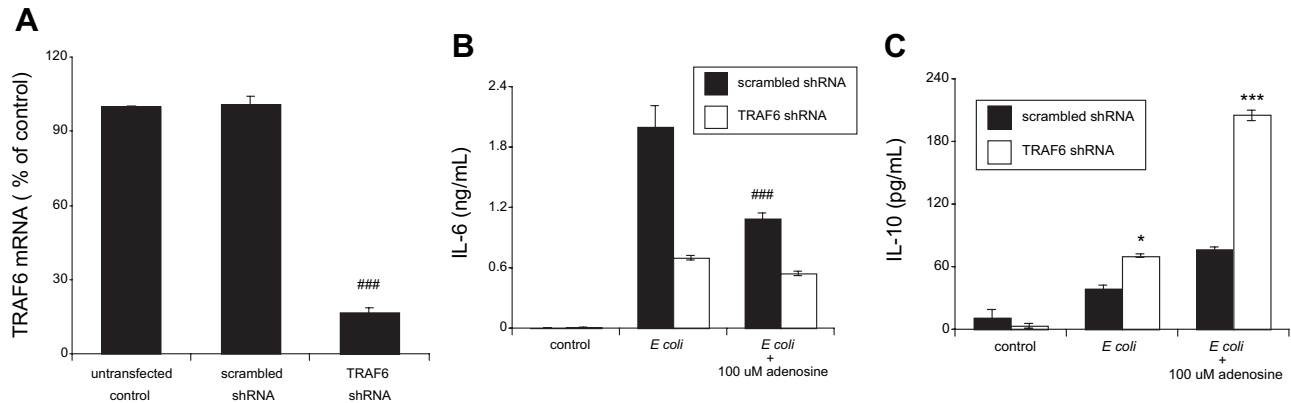 A
TRAF6 mRNA ( % of control)
120
100
60
30
0
###
untransfected
control
scrambled
shRNA
TRAF6
shRNA
B
IL-6 (ng/mL)
2.4
1.8
1.2
0.6
0
scrambled shRNA
TRAF6 shRNA
###
control
E coli
E coli
+
100 uM adenosine
C
IL-10 (pg/mL)
240
180
120
60
0
scrambled shRNA
TRAF6 shRNA
*
***
control
E coli
E coli
+
100 uM adenosine